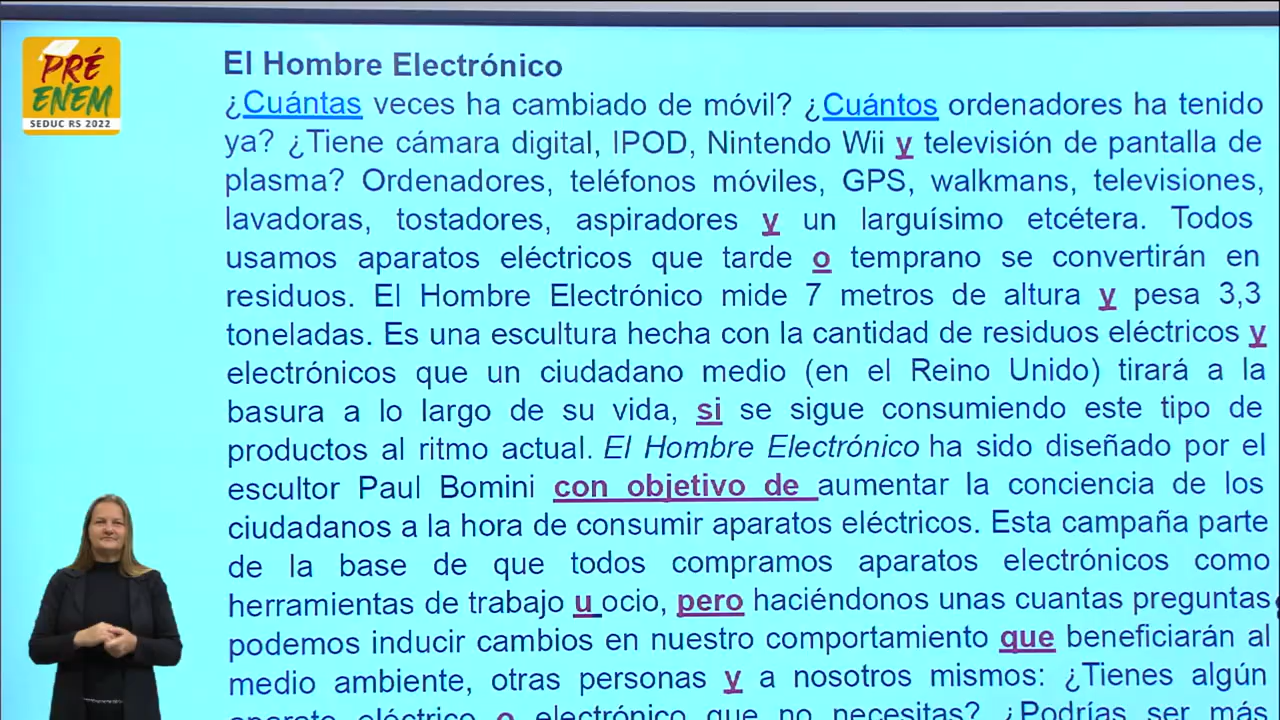 PRÉ
ENEM
SEDUC RS 2022
El Hombre Electrónico
¿Cuántas veces ha cambiado de móvil? ¿Cuántos ordenadores ha tenido
ya? ¿Tiene cámara digital, IPOD, Nintendo Wii y televisión de pantalla de
plasma? Ordenadores, teléfonos móviles, GPS, walkmans, televisiones,
lavadoras, tostadores, aspiradores y un larguísimo etcétera. Todos
usamos aparatos eléctricos que tarde o temprano se convertirán en
residuos. El Hombre Electrónico mide 7 metros de altura y pesa 3,3
toneladas. Es una escultura hecha con la cantidad de residuos eléctricos y
electrónicos que un ciudadano medio (en el Reino Unido) tirará a la
basura a lo largo de su vida, si se sigue consumiendo este tipo de
productos al ritmo actual. El Hombre Electrónico ha sido diseñado por el
escultor Paul Bomini con objetivo de aumentar la conciencia de los
ciudadanos a la hora de consumir aparatos eléctricos. Esta campaña parte
de la base de que todos compramos aparatos electrónicos como
herramientas de trabajo u ocio, pero haciéndonos unas cuantas preguntas
podemos inducir cambios en nuestro comportamiento que beneficiarán al
medio ambiente, otras personas y a nosotros mismos: ¿Tienes algún
aparato eléctrico o electrónico que no necesitas? ¿Podrías ser más